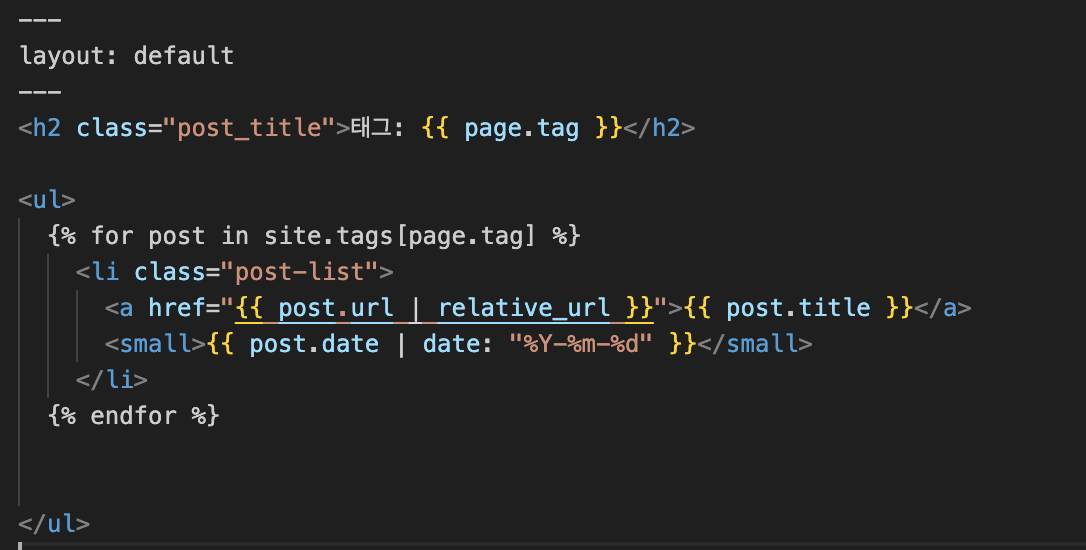 ---
layout: default
---
<h2 class="post_title">태그: {{ page.tag }}</h2>
<ul>
{% for post in site.tags[page.tag] %}
<li class="post-list">
<a href="{{ post.url | relative_url }}">{{ post.title }}</a>
<small>{{ post.date | date: "%Y-%m-%d" }}</small>
</li>
{% endfor %}
</ul>